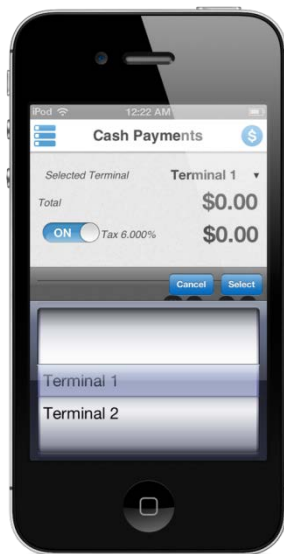 iPod 12:22 AM
Cash Payments $
Selected Terminal Terminal 1
Total $0.00
ON Tax 6.000% $0.00
Cancel Select
Terminal 1
Terminal 2